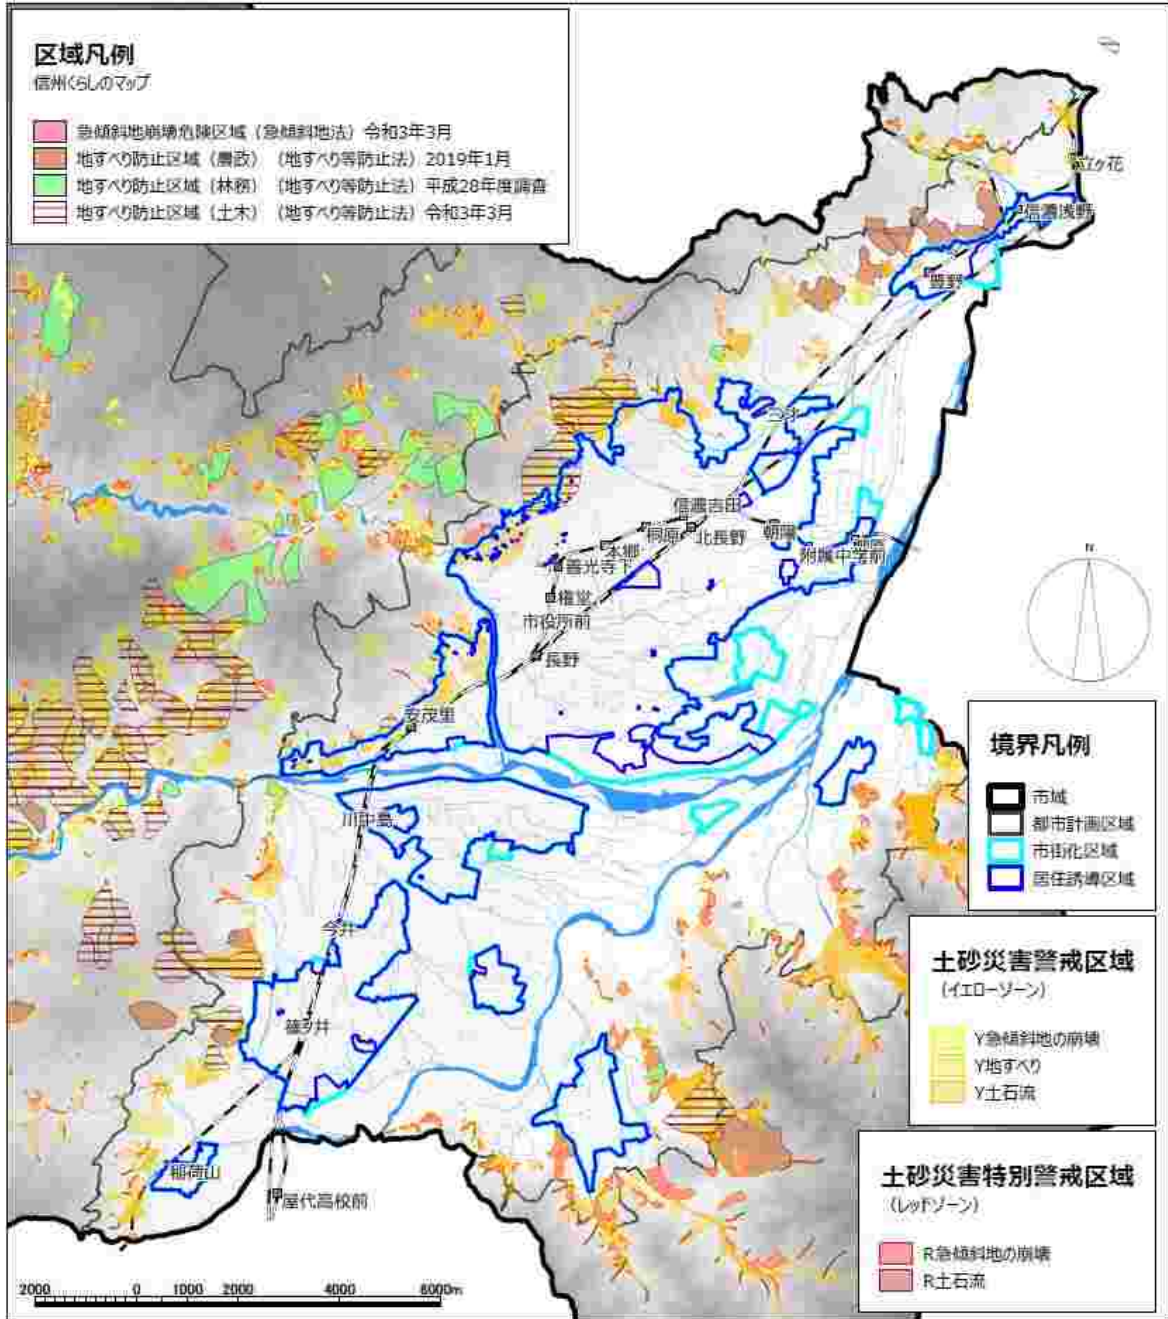 区域凡例
信州くらしのマップ
急傾斜地崩壊危険区域（急傾斜地法）令和3年3月
地すべり防止区域（農政）（地すべり等防止法）2019年1月
地すべり防止区域（林務）（地すべり等防止法）平成28年度調査
地すべり防止区域（土木）（地すべり等防止法）令和3年3月
立ヶ花
信濃浅野
豊野
三才
信濃吉田
桐原
北長野
朝陽
附属中学前
本郷
善光寺下
権堂
市役所前
長野
安茂里
川中島
今井
篠ノ井
稲荷山
屋代高校前
N
境界凡例
市域
都市計画区域
市街化区域
居住誘導区域
土砂災害警戒区域
（イエローゾーン）
Y急傾斜地の崩壊
Y地すべり
Y土石流
土砂災害特別警戒区域
（レッドゾーン）
R急傾斜地の崩壊
R土石流
2000 0 1000 2000 4000 6000m